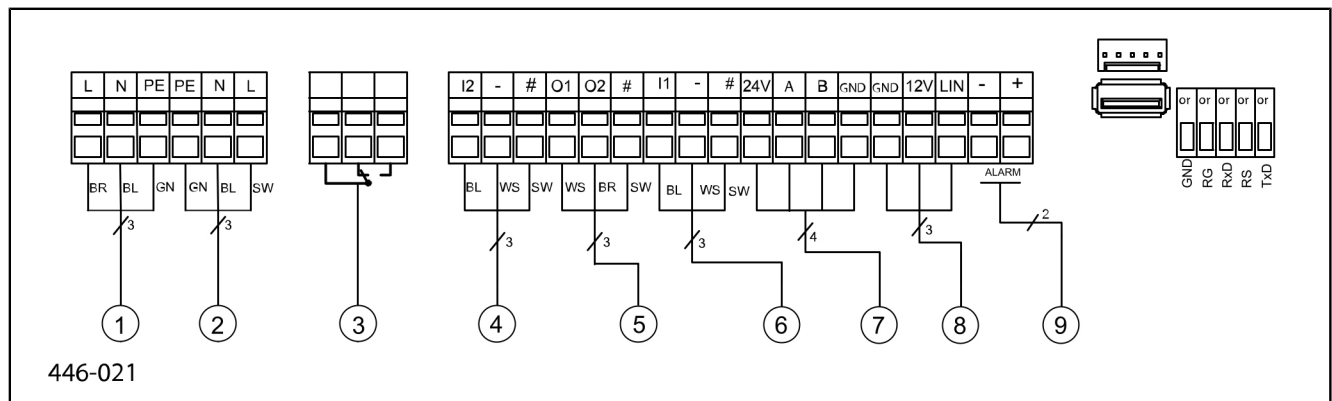 L N PE PE N L
I2 - # O1 O2 # I1 - # 24V A B GND GND 12V LIN - +
or or or or or
BR BL GN GN BL SW
BL WS SW WS BR SW BL WS SW
ALARM
GND RG RxD RS TxD
3 3 3 3 3 4 3 2
1 2 3 4 5 6 7 8 9
446-021